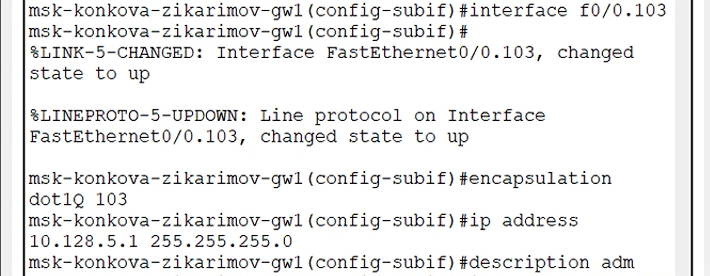 msk-konkova-zikarimov-gw1(config-subif)#interface f0/0.103
msk-konkova-zikarimov-gw1(config-subif)#
%LINK-5-CHANGED: Interface FastEthernet0/0.103, changed
state to up
%LINEPROTO-5-UPDOWN: Line protocol on Interface
FastEthernet0/0.103, changed state to up
msk-konkova-zikarimov-gw1(config-subif)#encapsulation
dot1Q 103
msk-konkova-zikarimov-gw1(config-subif)#ip address
10.128.5.1 255.255.255.0
msk-konkova-zikarimov-gw1(config-subif)#description adm